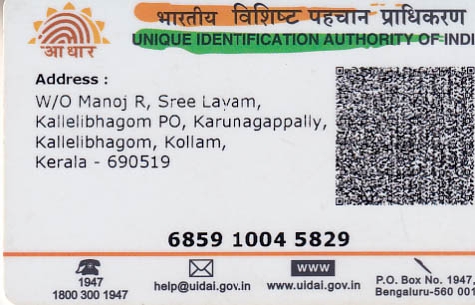 भारतीय विशिष्ट पहचान प्राधिकरण
UNIQUE IDENTIFICATION AUTHORITY OF INDI
आधार
Address :
W/O Manoj R, Sree Layam,
Kallelibhagom PO, Karunagappally,
Kallelibhagom, Kollam,
Kerala - 690519
6859 1004 5829
1947
1800 300 1947
help@uidai.gov.in
www
www.uidai.gov.in
P.O. Box No. 1947,
Bengaluru-560 001